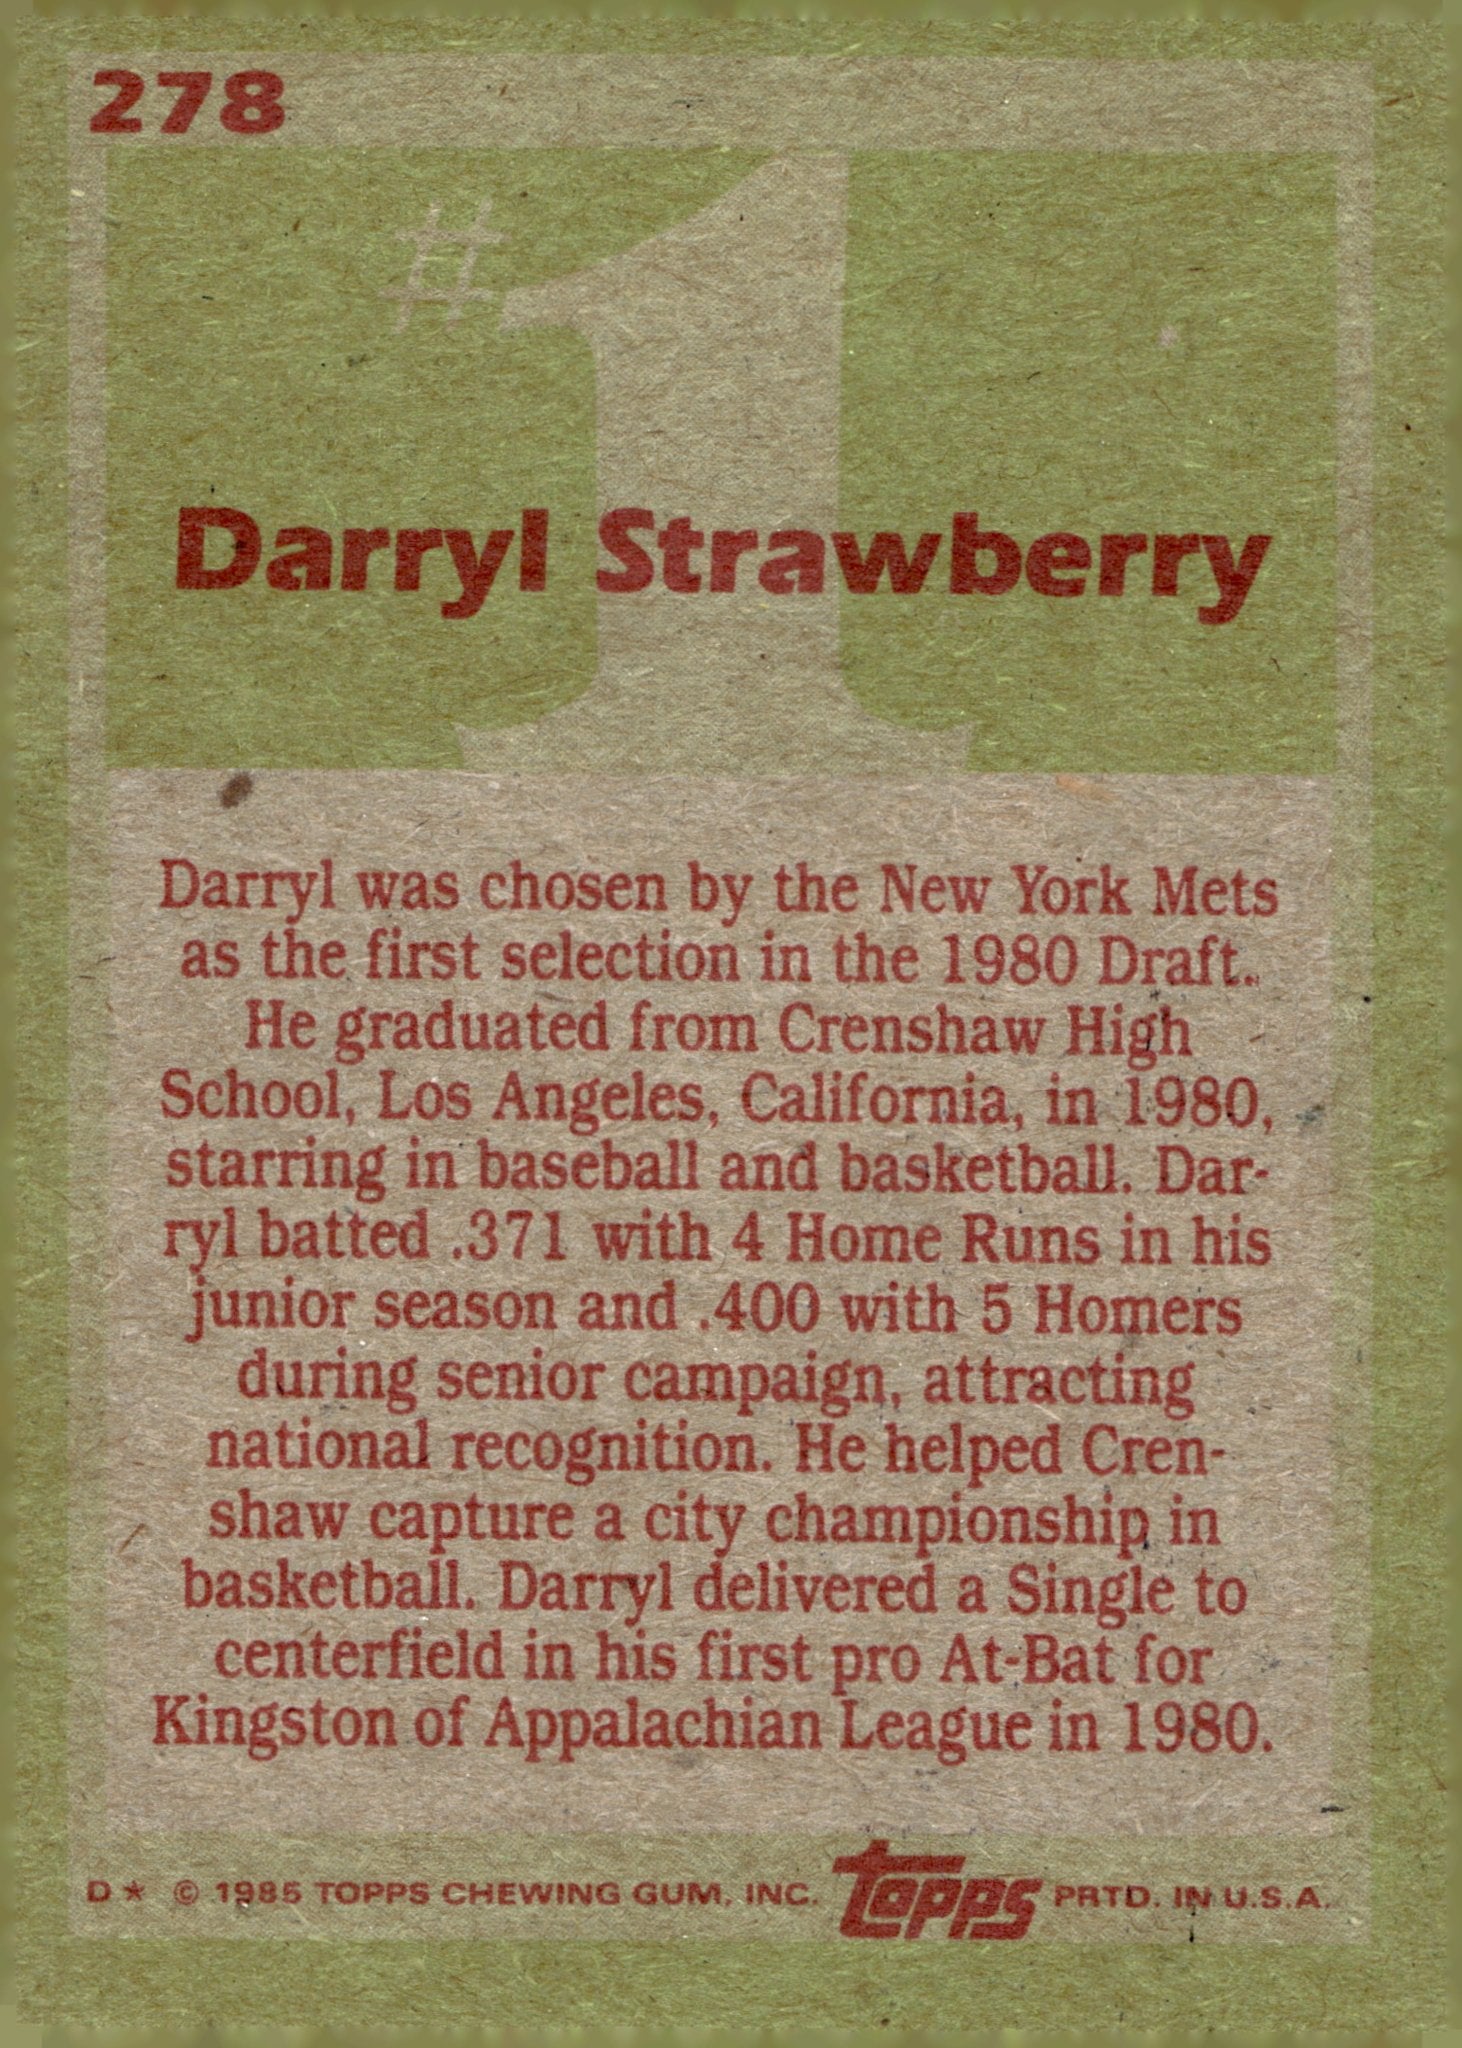 278
#1
Darryl Strawberry
Darryl was chosen by the New York Mets
as the first selection in the 1980 Draft.
He graduated from Crenshaw High
School, Los Angeles, California, in 1980,
starring in baseball and basketball. Dar-
ryl batted .371 with 4 Home Runs in his
junior season and .400 with 5 Homers
during senior campaign, attracting
national recognition. He helped Cren-
shaw capture a city championship in
basketball. Darryl delivered a Single to
centerfield in his first pro At-Bat for
Kingston of Appalachian League in 1980.
D* © 1985 TOPPS CHEWING GUM, INC. topps PRTD. IN U.S.A.